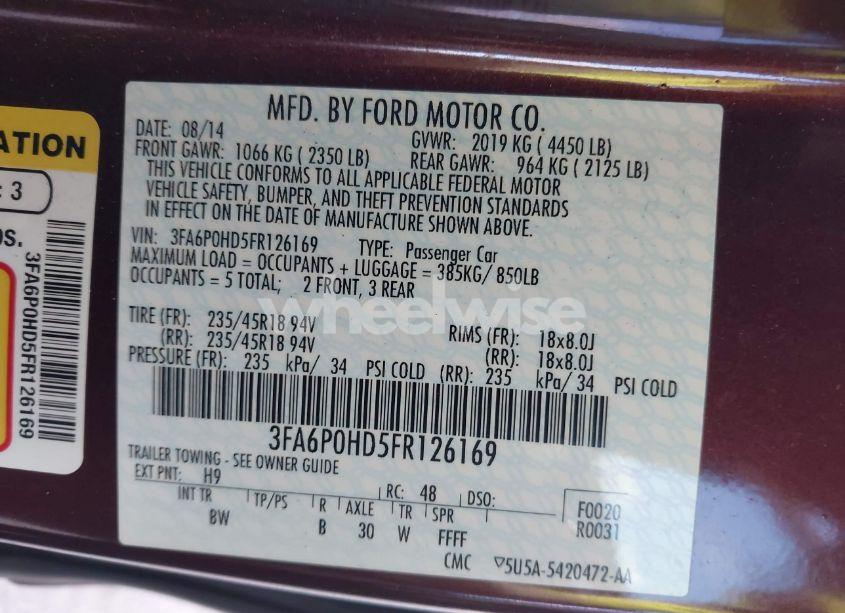 MFD. BY FORD MOTOR CO.
DATE: 08/14 GVWR: 2019 KG ( 4450 LB)
FRONT GAWR: 1066 KG ( 2350 LB) REAR GAWR: 964 KG ( 2125 LB)
THIS VEHICLE CONFORMS TO ALL APPLICABLE FEDERAL MOTOR
VEHICLE SAFETY, BUMPER, AND THEFT PREVENTION STANDARDS
IN EFFECT ON THE DATE OF MANUFACTURE SHOWN ABOVE.
VIN: 3FA6P0HD5FR126169 TYPE: Passenger Car
MAXIMUM LOAD = OCCUPANTS + LUGGAGE = 385KG/ 850LB
OCCUPANTS = 5 TOTAL; 2 FRONT, 3 REAR
wheelwise
TIRE (FR): 235/45R18 94V RIMS (FR): 18x8.0J
(RR): 235/45R18 94V (RR): 18x8.0J
PRESSURE (FR): 235 kPa/ 34 PSI COLD (RR): 235 kPa/ 34 PSI COLD
3FA6P0HD5FR126169
TRAILER TOWING - SEE OWNER GUIDE
EXT PNT: H9 RC: 48 DSO:
INT TR TP/PS R AXLE TR SPR F0020
BW B 30 W FFFF R0031
CMC ▽5U5A-5420472-AA
ATION
: 3
OS.
3FA6P0HD5FR126169